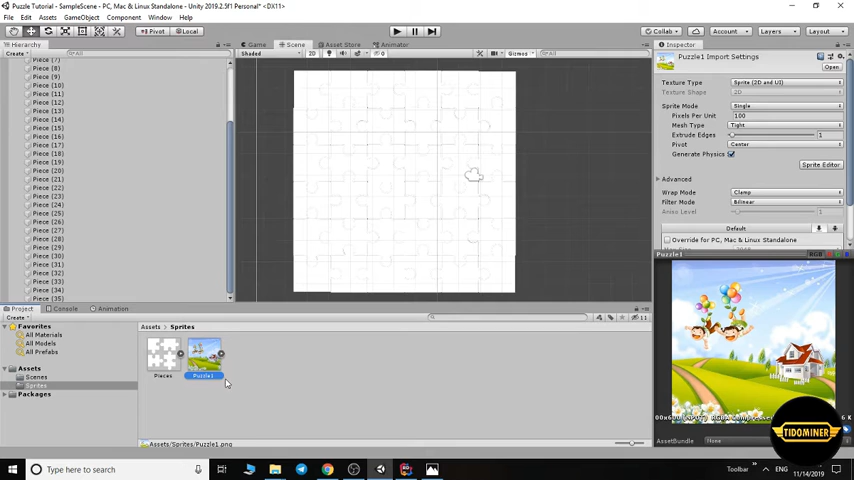 Puzzle Tutorial - SampleScene - PC, Mac & Linux Standalone - Unity 2019.2.5f1 Personal* <DX11>
File Edit Assets GameObject Component Window Help
Pivot Local Collab Account Layers Layout
Hierarchy Game Scene Asset Store Animator Inspector
Create All Shaded 2D Gizmos All
Puzzle1 Import Settings
Open
Texture Type Sprite (2D and UI)
Texture Shape 2D
Sprite Mode Single
Pixels Per Unit 100
Mesh Type Tight
Extrude Edges 1
Pivot Center
Generate Physics
Sprite Editor
Advanced
Wrap Mode Clamp
Filter Mode Bilinear
Aniso Level 1
Default
Override for PC, Mac & Linux Standalone
Piece (7)
Piece (8)
Piece (9)
Piece (10)
Piece (11)
Piece (12)
Piece (13)
Piece (14)
Piece (15)
Piece (16)
Piece (17)
Piece (18)
Piece (19)
Piece (20)
Piece (21)
Piece (22)
Piece (23)
Piece (24)
Piece (25)
Piece (26)
Piece (27)
Piece (28)
Piece (29)
Piece (30)
Piece (31)
Piece (32)
Piece (33)
Piece (34)
Piece (35)
Project Console Animation
Create
Favorites
All Materials
All Models
All Prefabs
Assets
Scenes
Sprites
Packages
Assets Sprites
11
Pieces Puzzle1
Assets/Sprites/Puzzle1.png
Puzzle1 RGB
AssetBundle None
TIDOMINER
Type here to search
Toolbar ENG
11/14/2019